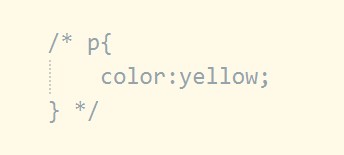 /* p{
    color:yellow;
} */